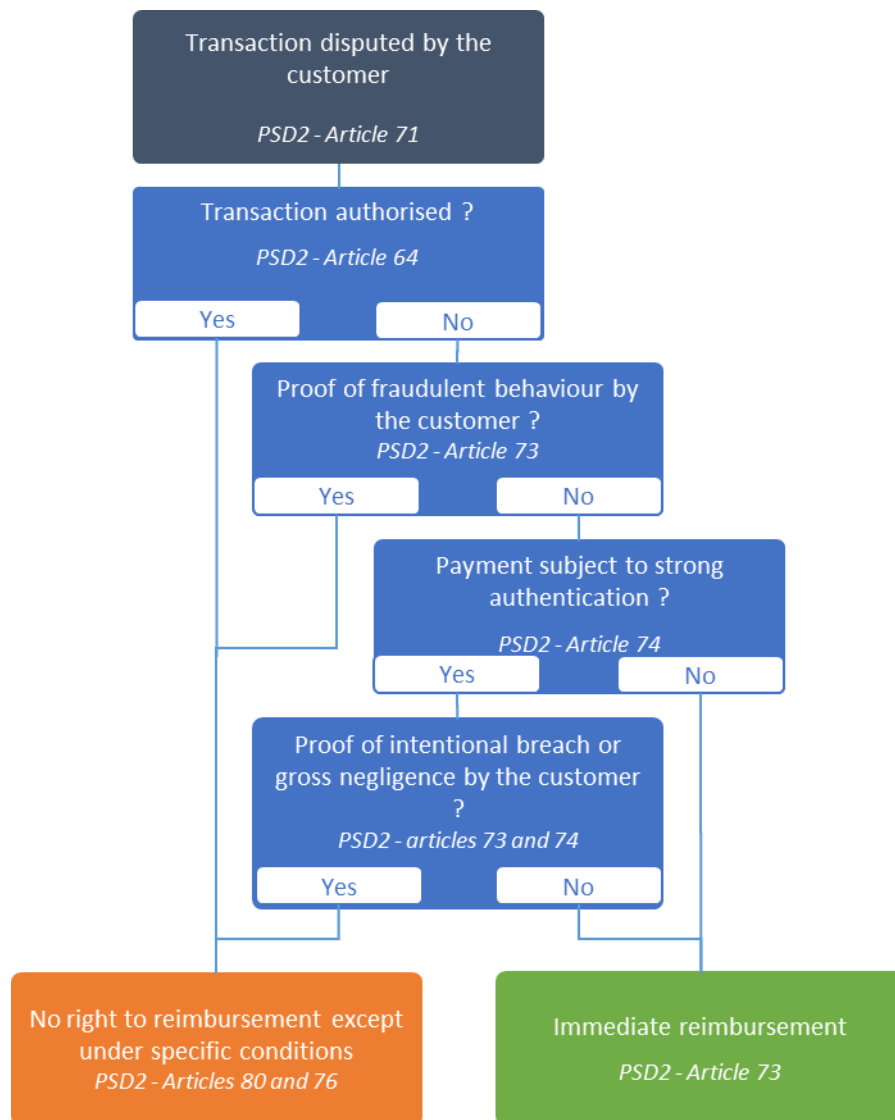 Transaction disputed by the
customer
PSD2 - Article 71
Transaction authorised ?
PSD2 - Article 64
Yes
No
Proof of fraudulent behaviour by
the customer ?
PSD2 - Article 73
Yes
No
Payment subject to strong
authentication ?
PSD2 - Article 74
Yes
No
Proof of intentional breach or
gross negligence by the customer
?
PSD2 - articles 73 and 74
Yes
No
No right to reimbursement except
under specific conditions
PSD2 - Articles 80 and 76
Immediate reimbursement
PSD2 - Article 73